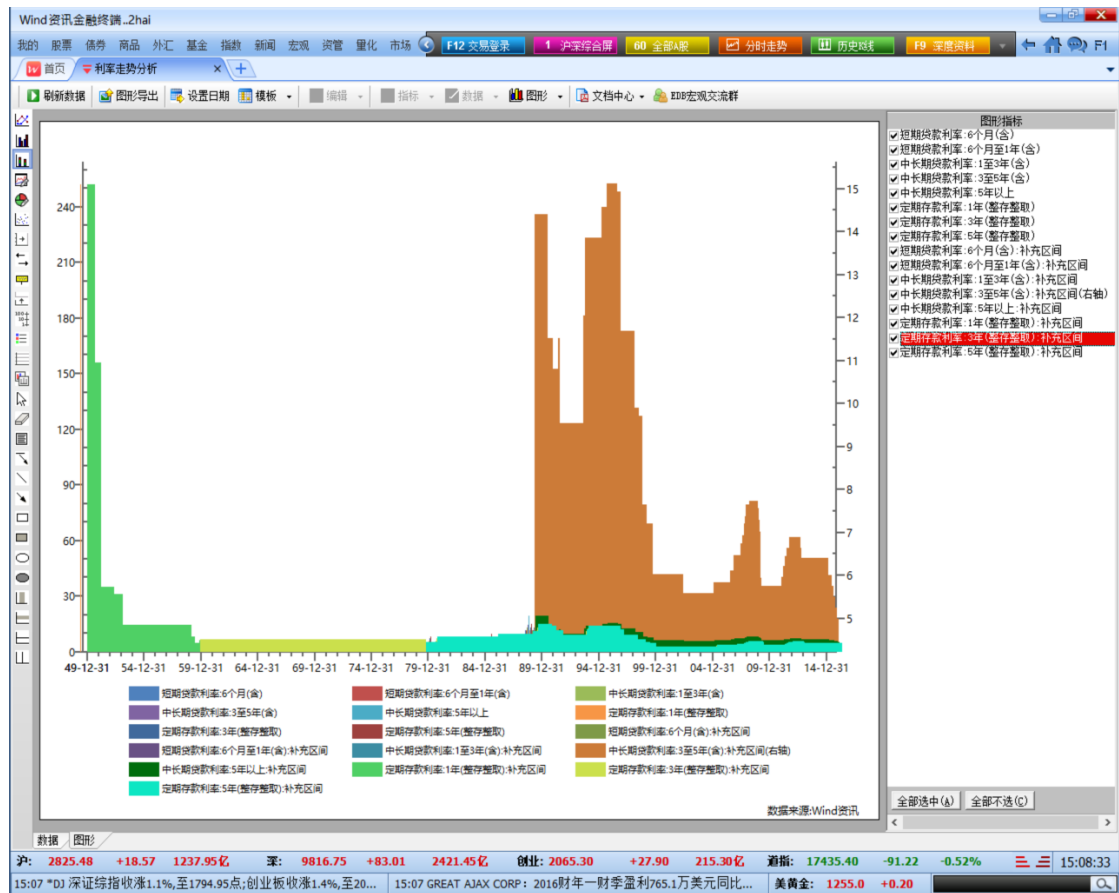 Wind资讯金融终端..2hai
我的 股票 债券 商品 外汇 基金 指数 新闻 宏观 资管 量化 市场 F12 交易登录 1 沪深综合屏 60 全部A股 分时走势 历史K线 F9 深度资料 F1
首页 利率走势分析 × +
刷新数据 图形导出 设置日期 模板 编辑 指标 数据 图形 文档中心 EDB宏观交流群
图形指标
短期贷款利率:6个月(含)
短期贷款利率:6个月至1年(含)
中长期贷款利率:1至3年(含)
中长期贷款利率:3至5年(含)
中长期贷款利率:5年以上
定期存款利率:1年(整存整取)
定期存款利率:3年(整存整取)
定期存款利率:5年(整存整取)
短期贷款利率:6个月(含):补充区间
短期贷款利率:6个月至1年(含):补充区间
中长期贷款利率:1至3年(含):补充区间
中长期贷款利率:3至5年(含):补充区间(右轴)
中长期贷款利率:5年以上:补充区间
定期存款利率:1年(整存整取):补充区间
定期存款利率:3年(整存整取):补充区间
定期存款利率:5年(整存整取):补充区间
240
210
180
150
120
90
60
30
0
15
14
13
12
11
10
9
8
7
6
5
49-12-31 54-12-31 59-12-31 64-12-31 69-12-31 74-12-31 79-12-31 84-12-31 89-12-31 94-12-31 99-12-31 04-12-31 09-12-31 14-12-31
短期贷款利率:6个月(含) 短期贷款利率:6个月至1年(含) 中长期贷款利率:1至3年(含)
中长期贷款利率:3至5年(含) 中长期贷款利率:5年以上 定期存款利率:1年(整存整取)
定期存款利率:3年(整存整取) 定期存款利率:5年(整存整取) 短期贷款利率:6个月(含):补充区间
短期贷款利率:6个月至1年(含):补充区间 中长期贷款利率:1至3年(含):补充区间 中长期贷款利率:3至5年(含):补充区间(右轴)
中长期贷款利率:5年以上:补充区间 定期存款利率:1年(整存整取):补充区间 定期存款利率:3年(整存整取):补充区间
定期存款利率:5年(整存整取):补充区间
数据来源:Wind资讯
全部选中(A) 全部不选(C)
数据 图形
沪: 2825.48 +18.57 1237.95亿 深: 9816.75 +83.01 2421.45亿 创业: 2065.30 +27.90 215.30亿 道指: 17435.40 -91.22 -0.52% 15:08:33
15:07 *DJ 深证综指收涨1.1%,至1794.95点;创业板收涨1.4%,至20... 15:07 GREAT AJAX CORP: 2016财年一财季盈利765.1万美元同比... 美黄金: 1255.0 +0.20